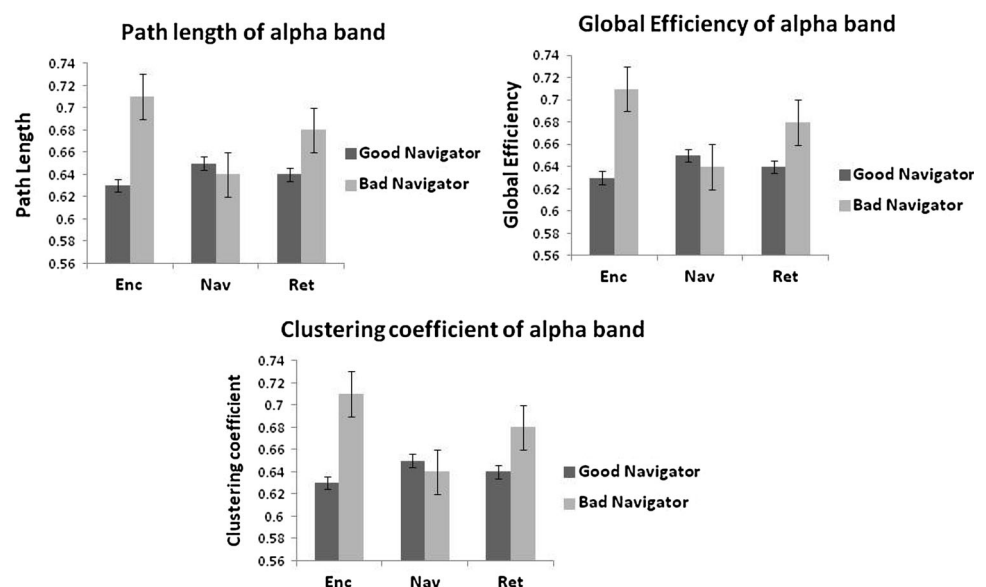 Path length of alpha band
0.74
0.72
0.7
0.68
0.66
0.64
0.62
0.6
0.58
0.56
Path Length
Enc Nav Ret
Good Navigator
Bad Navigator
Global Efficiency of alpha band
0.74
0.72
0.7
0.68
0.66
0.64
0.62
0.6
0.58
0.56
Global Efficiency
Enc Nav Ret
Good Navigator
Bad Navigator
Clustering coefficient of alpha band
0.74
0.72
0.7
0.68
0.66
0.64
0.62
0.6
0.58
0.56
Clustering coefficient
Enc Nav Ret
Good Navigator
Bad Navigator